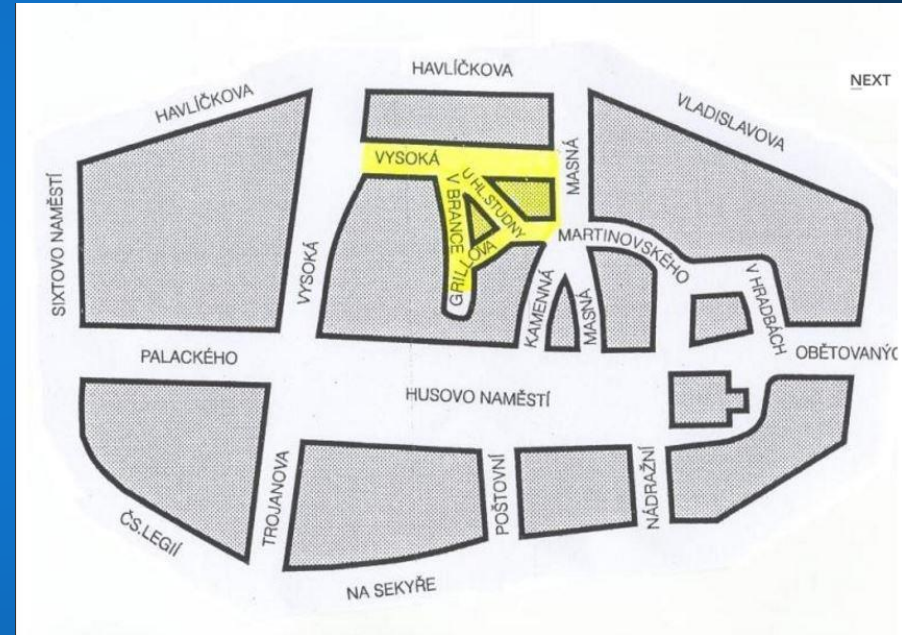 HAVLÍČKOVA
HAVLÍČKOVA
NEXT
VLADISLAVOVA
SIXTOVO NAMĚSTÍ
VYSOKÁ
MASNÁ
U HL.STUDNY
V BRANCE
GRILLOVA
MARTINOVSKÉHO
VYSOKÁ
KAMENNÁ
MASNÁ
V HRADBÁCH
PALACKÉHO
OBĚTOVANÝC
HUSOVO NAMĚSTÍ
TROJANOVA
POŠTOVNÍ
NÁDRAŽNÍ
ČS.LEGIÍ
NA SEKYŘE